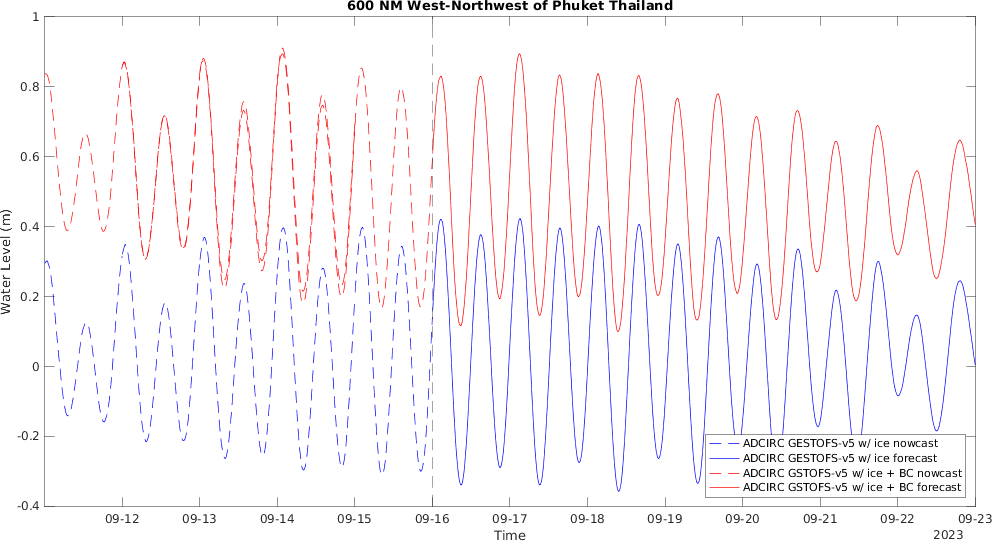 600 NM West-Northwest of Phuket Thailand
1
0.8
0.6
0.4
0.2
0
-0.2
-0.4
Water Level (m)
ADCIRC GESTOFS-v5 w/ ice nowcast
ADCIRC GESTOFS-v5 w/ ice forecast
ADCIRC GSTOFS-v5 w/ ice + BC nowcast
ADCIRC GSTOFS-v5 w/ ice + BC forecast
09-12 09-13 09-14 09-15 09-16 09-17 09-18 09-19 09-20 09-21 09-22 09-23
Time
2023